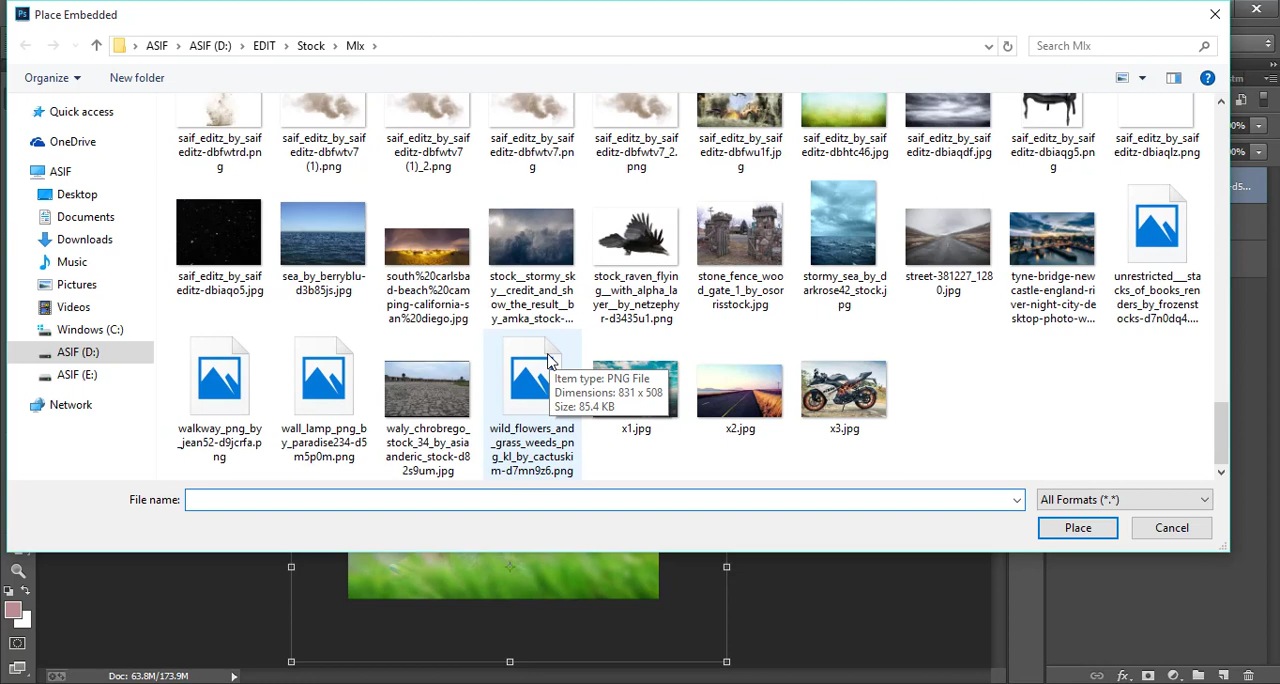 Ps Place Embedded
ASIF ASIF (D:) EDIT Stock MIx
Search MIx
Organize New folder
Quick access
OneDrive
ASIF
Desktop
Documents
Downloads
Music
Pictures
Videos
Windows (C:)
ASIF (D:)
ASIF (E:)
Network
saif_editz_by_saif
editz-dbfwtrd.pn
g
saif_editz_by_saif
editz-dbfwtv7
(1).png
saif_editz_by_saif
editz-dbfwtv7
(1)_2.png
saif_editz_by_saif
editz-dbfwtv7.pn
g
saif_editz_by_saif
editz-dbfwtv7_2.
png
saif_editz_by_saif
editz-dbfwu1f.jp
g
saif_editz_by_saif
editz-dbhtc46.jpg
saif_editz_by_saif
editz-dbiaqdf.jpg
saif_editz_by_saif
editz-dbiaqg5.pn
g
saif_editz_by_saif
editz-dbiaqlz.png
saif_editz_by_saif
editz-dbiaqo5.jpg
sea_by_berryblu-
d3b85js.jpg
south%20carlsba
d-beach%20cam
ping-california-s
an%20diego.jpg
stock__stormy_sk
y__credit_and_sh
ow_the_result__b
y_amka_stock-...
stock_raven_flyin
g__with_alpha_la
yer__by_netzephy
r-d3435u1.png
stone_fence_woo
d_gate_1_by_osor
orisstock.jpg
stormy_sea_by_d
arkrose42_stock.j
pg
street-381227_128
0.jpg
tyne-bridge-new
castle-england-ri
ver-night-city-de
sktop-photo-w...
unrestricted__sta
cks_of_books_ren
ders_by_frozenst
ocks-d7n0dq4....
walkway_png_by
_jean52-d9jcrfa.p
ng
wall_lamp_png_b
y_paradise234-d5
m5p0m.png
waly_chrobrego_
stock_34_by_asia
anderic_stock-d8
2s9um.jpg
wild_flowers_and
_grass_weeds_pn
g_kl_by_cactuski
m-d7mn9z6.png
x1.jpg
x2.jpg
x3.jpg
Item type: PNG File
Dimensions: 831 x 508
Size: 85.4 KB
File name:
All Formats (*.*)
Place Cancel
Doc: 63.8M/173.9M